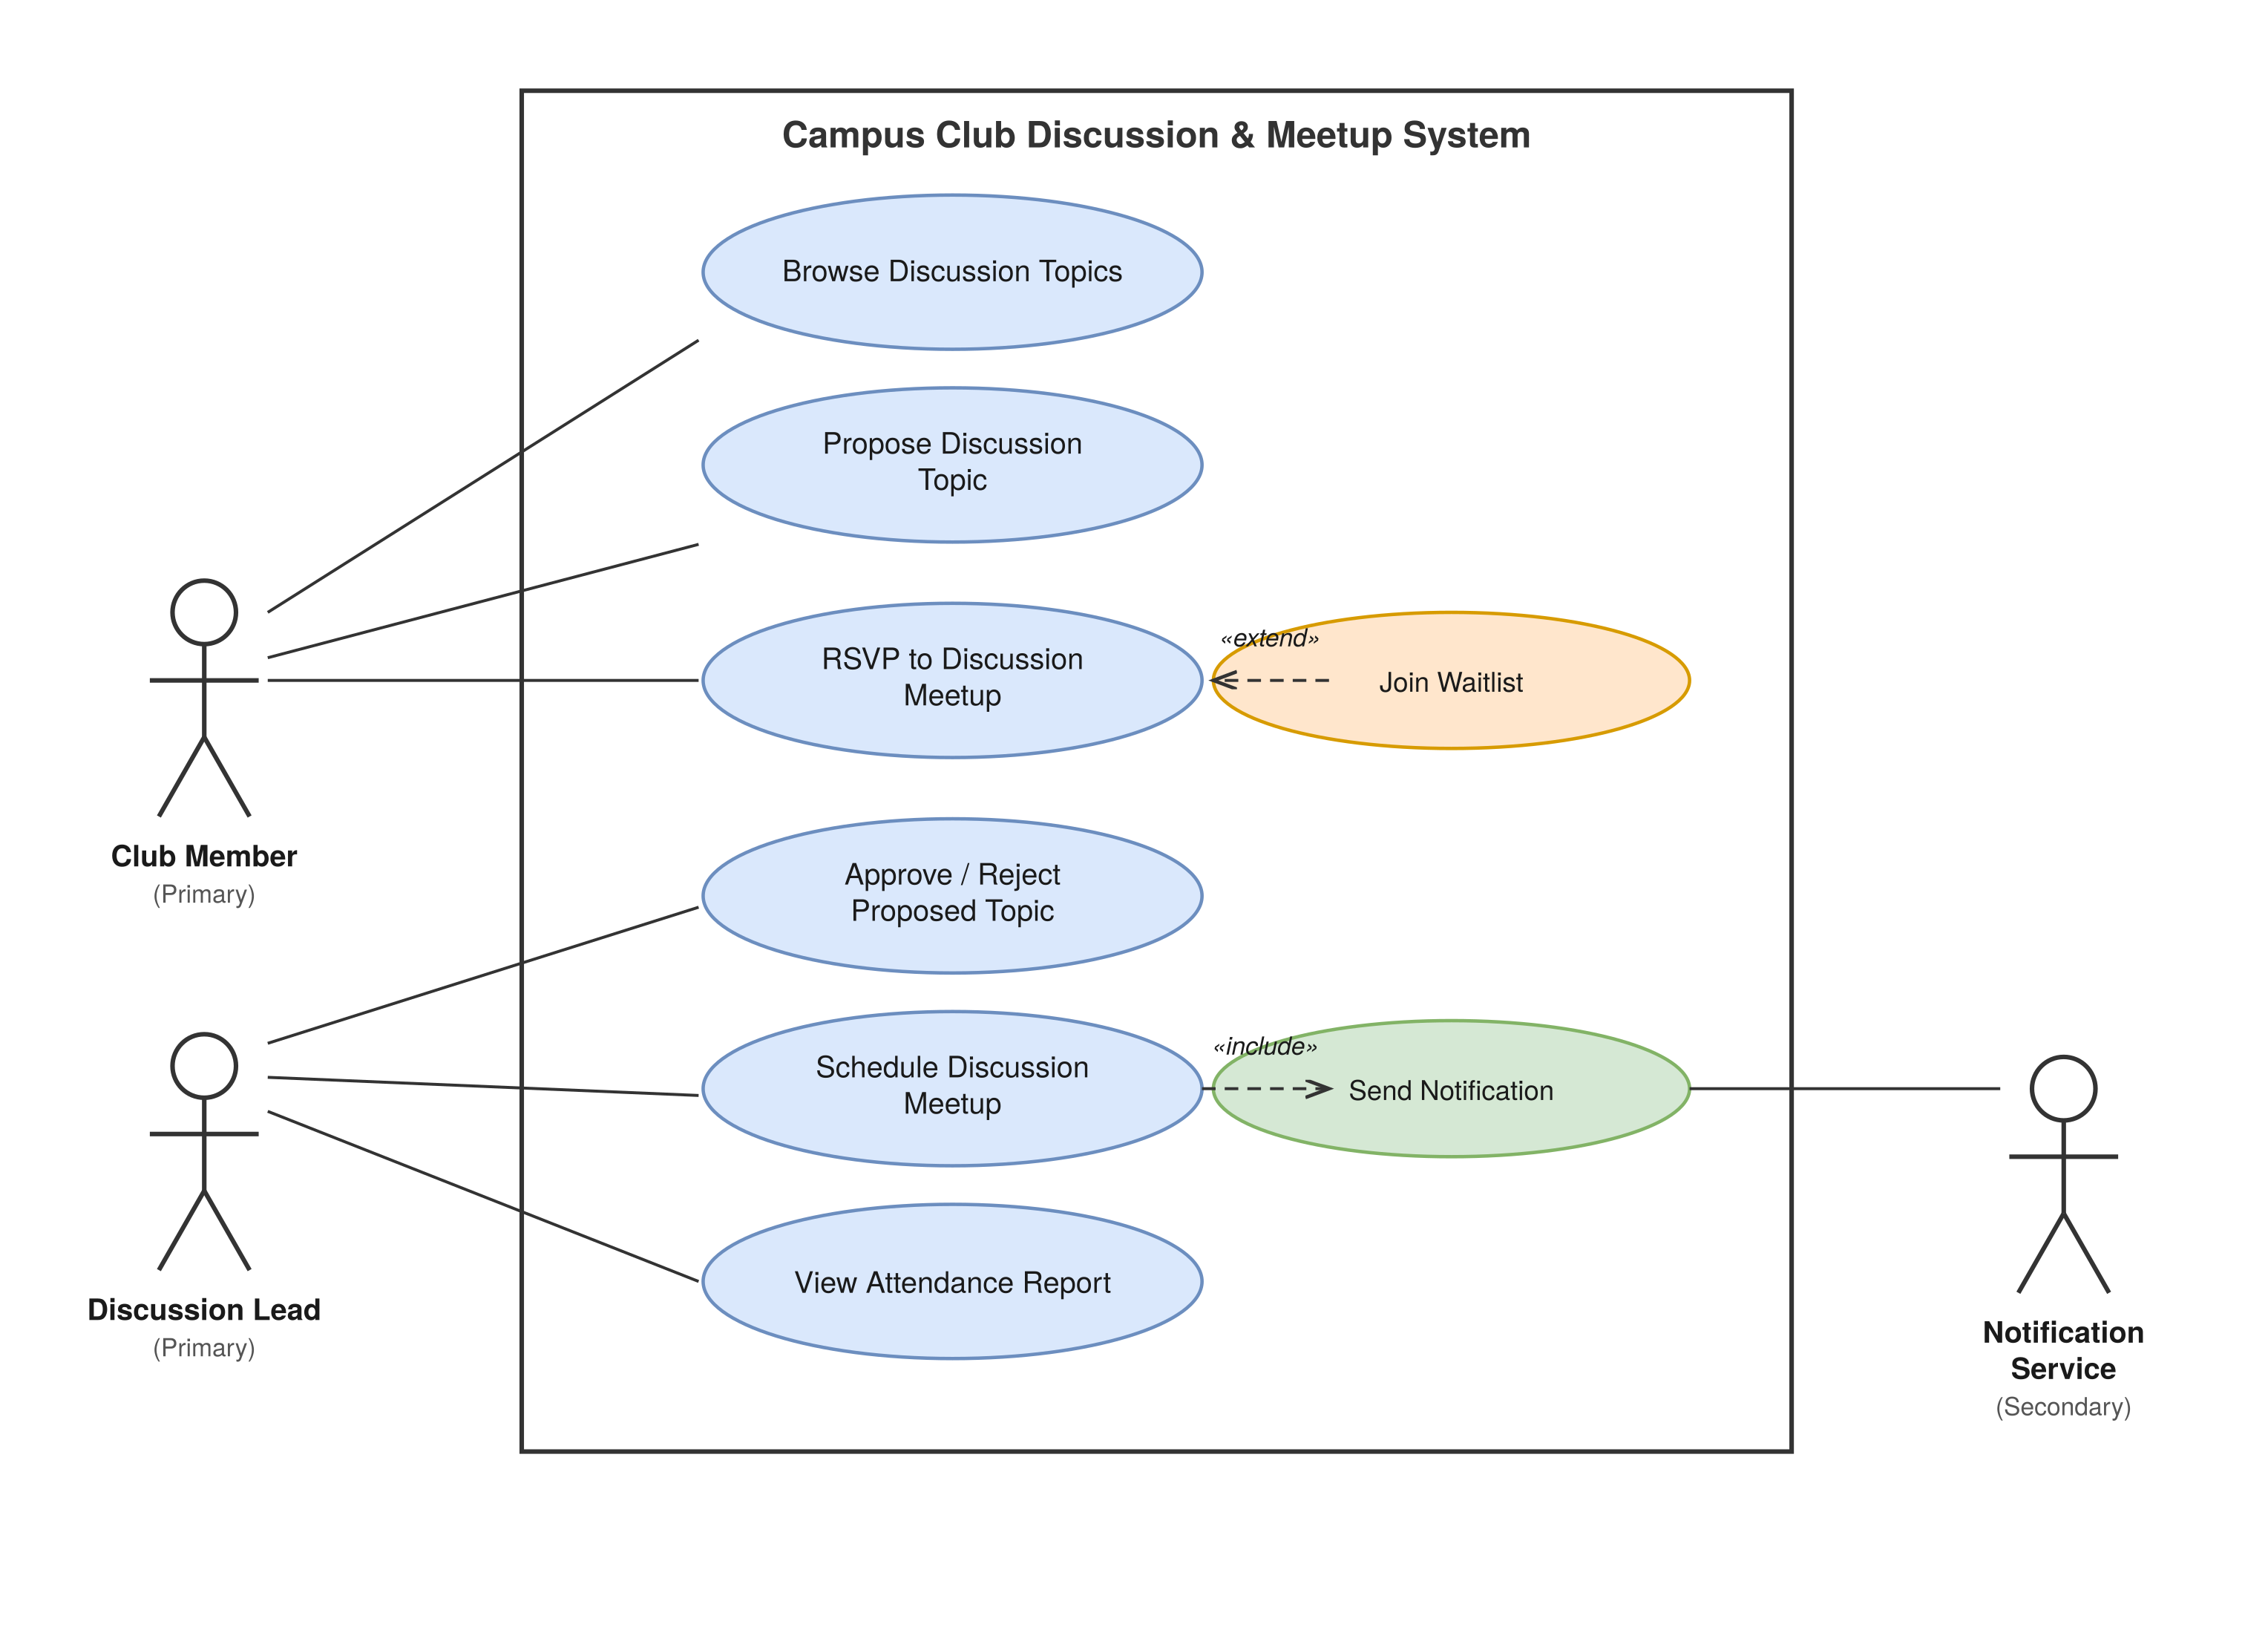 Campus Club Discussion & Meetup System
Browse Discussion Topics
Propose Discussion
Topic
RSVP to Discussion
Meetup
«extend»
Join Waitlist
Club Member
(Primary)
Approve / Reject
Proposed Topic
Schedule Discussion
Meetup
«include»
Send Notification
View Attendance Report
Discussion Lead
(Primary)
Notification
Service
(Secondary)